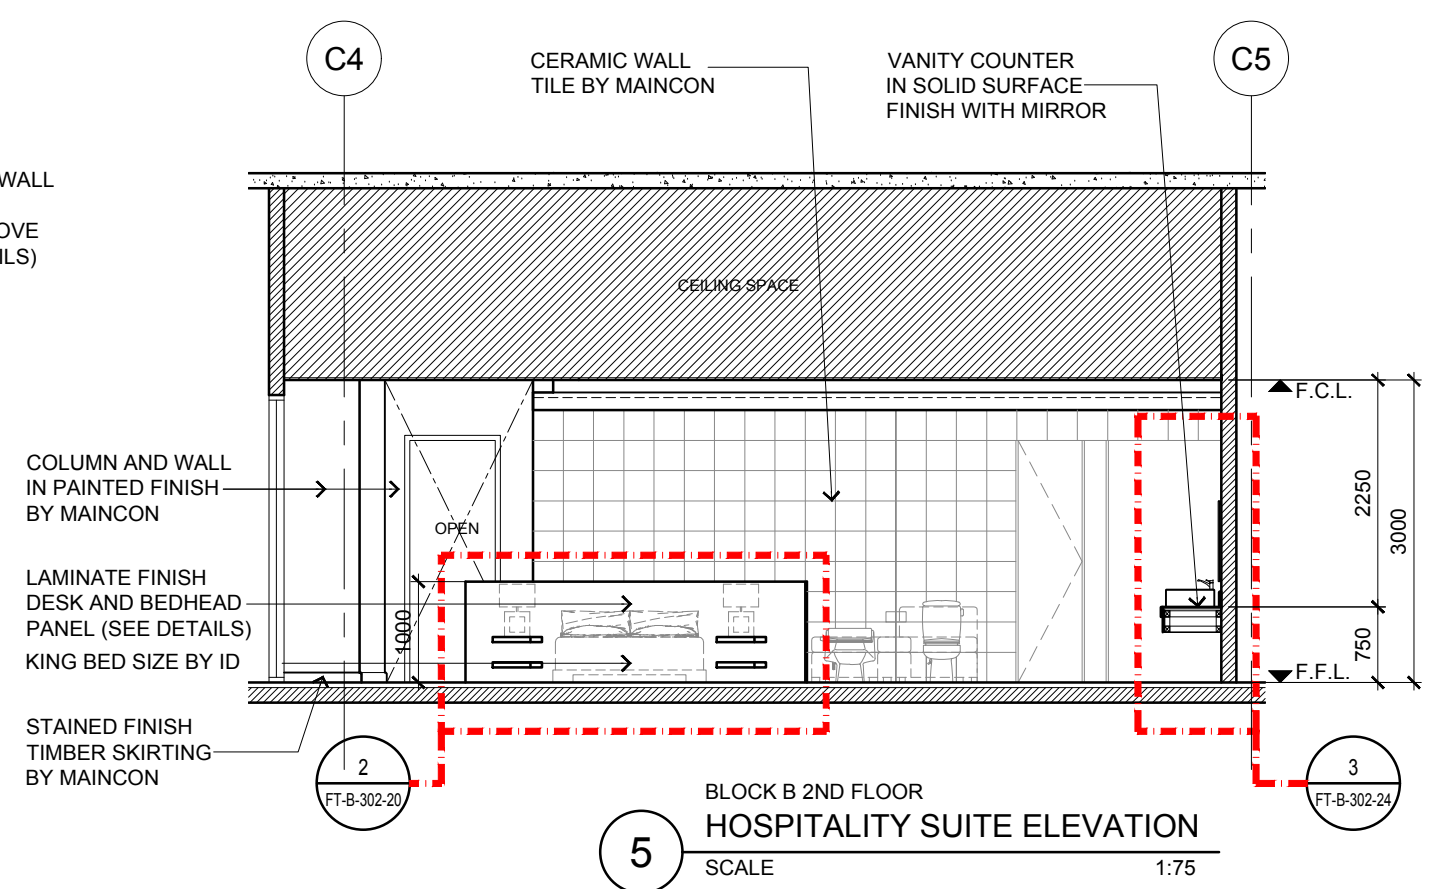 C4
C5
CERAMIC WALL
TILE BY MAINCON
VANITY COUNTER
IN SOLID SURFACE
FINISH WITH MIRROR
WALL
OVE
ILS)
CEILING SPACE
F.C.L.
COLUMN AND WALL
IN PAINTED FINISH
BY MAINCON
OPEN
2250
3000
LAMINATE FINISH
DESK AND BEDHEAD
PANEL (SEE DETAILS)
1000
KING BED SIZE BY ID
750
F.F.L.
STAINED FINISH
TIMBER SKIRTING
BY MAINCON
2
FT-B-302-20
3
FT-B-302-24
5
BLOCK B 2ND FLOOR
HOSPITALITY SUITE ELEVATION
SCALE 1:75